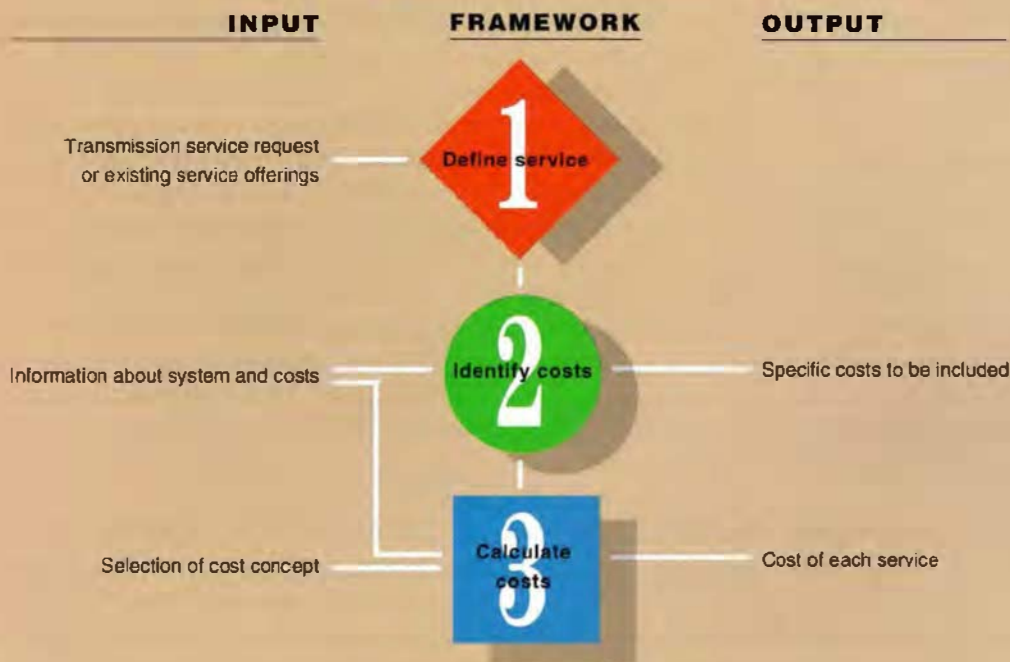 INPUT
FRAMEWORK
OUTPUT
Transmission service request
or existing service offerings
1
Define service
Information about system and costs
2
Identify costs
Specific costs to be included
Selection of cost concept
3
Calculate
costs
Cost of each service